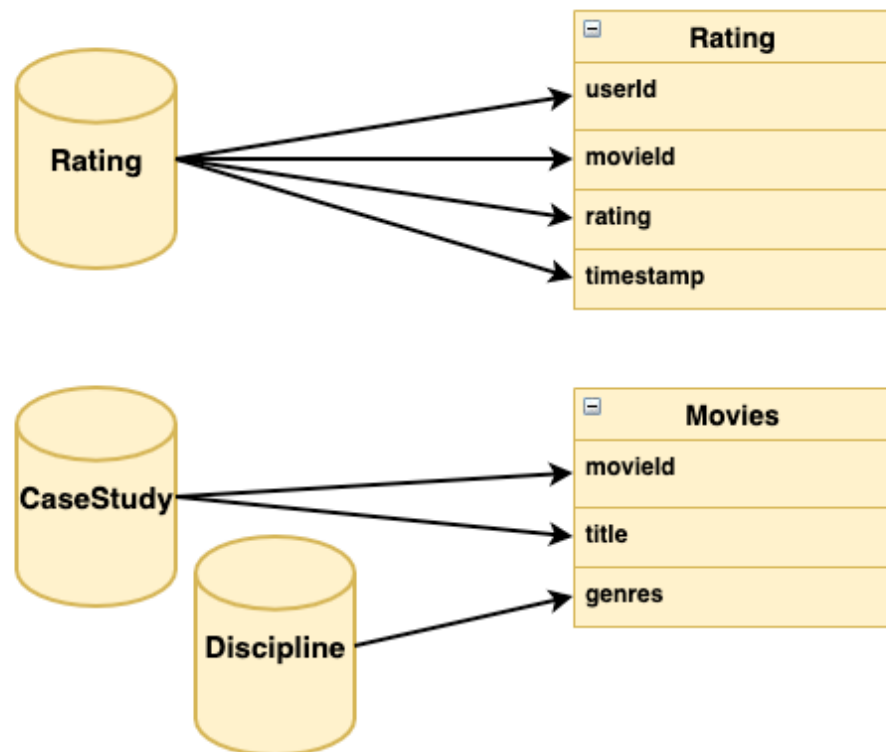 Rating
Rating
userId
movieId
rating
timestamp
CaseStudy
Discipline
Movies
movieId
title
genres